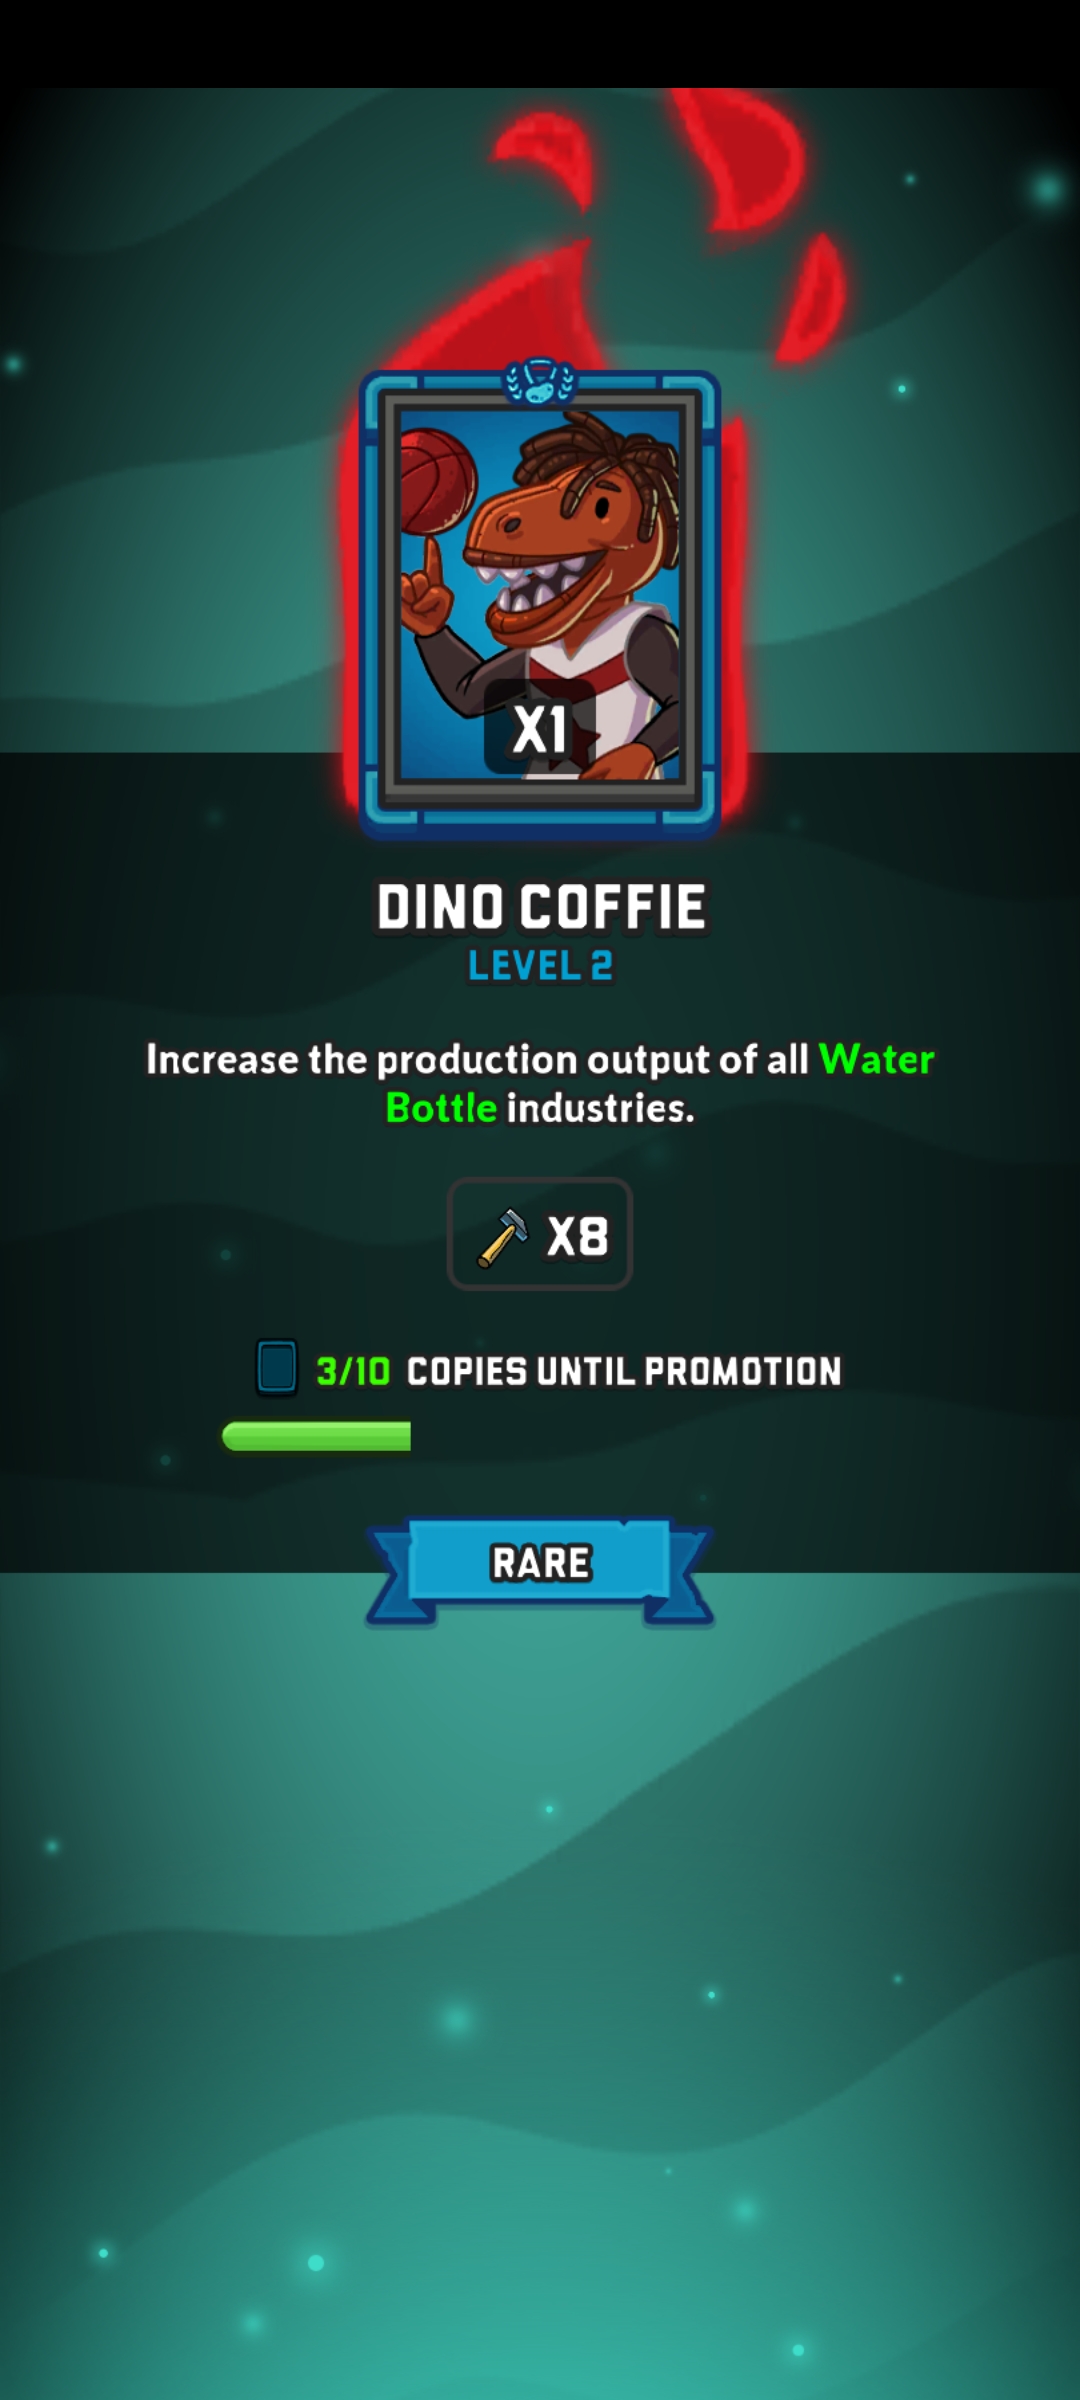 X1
DINO COFFIE
LEVEL 2
Increase the production output of all Water
Bottle industries.
X8
3/10 COPIES UNTIL PROMOTION
RARE